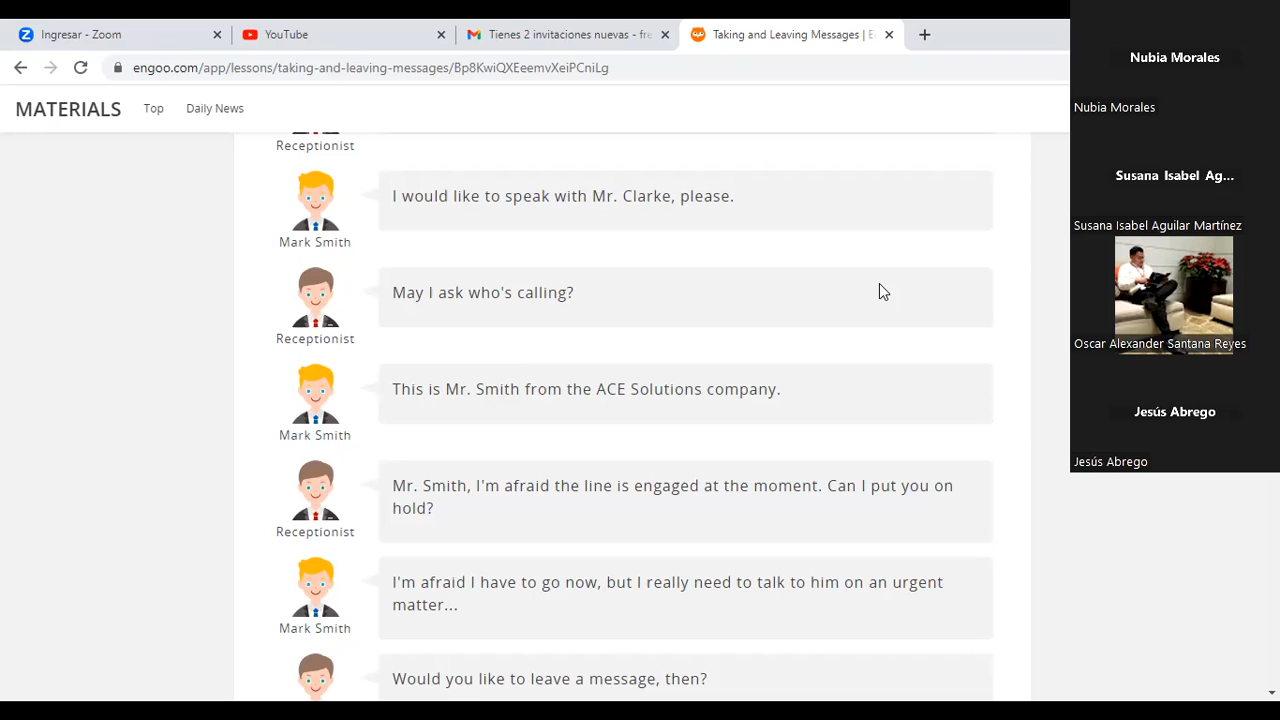 Ingresar - Zoom
YouTube
Tienes 2 invitaciones nuevas - fre
Taking and Leaving Messages | E
engoo.com/app/lessons/taking-and-leaving-messages/Bp8KwiQXEeemvXeiPCniLg
MATERIALS Top Daily News
Receptionist
I would like to speak with Mr. Clarke, please.
Mark Smith
May I ask who's calling?
Receptionist
This is Mr. Smith from the ACE Solutions company.
Mark Smith
Mr. Smith, I'm afraid the line is engaged at the moment. Can I put you on
hold?
Receptionist
I'm afraid I have to go now, but I really need to talk to him on an urgent
matter...
Mark Smith
Would you like to leave a message, then?
Nubia Morales
Nubia Morales
Susana Isabel Ag...
Susana Isabel Aguilar Martínez
Oscar Alexander Santana Reyes
Jesús Abrego
Jesús Abrego